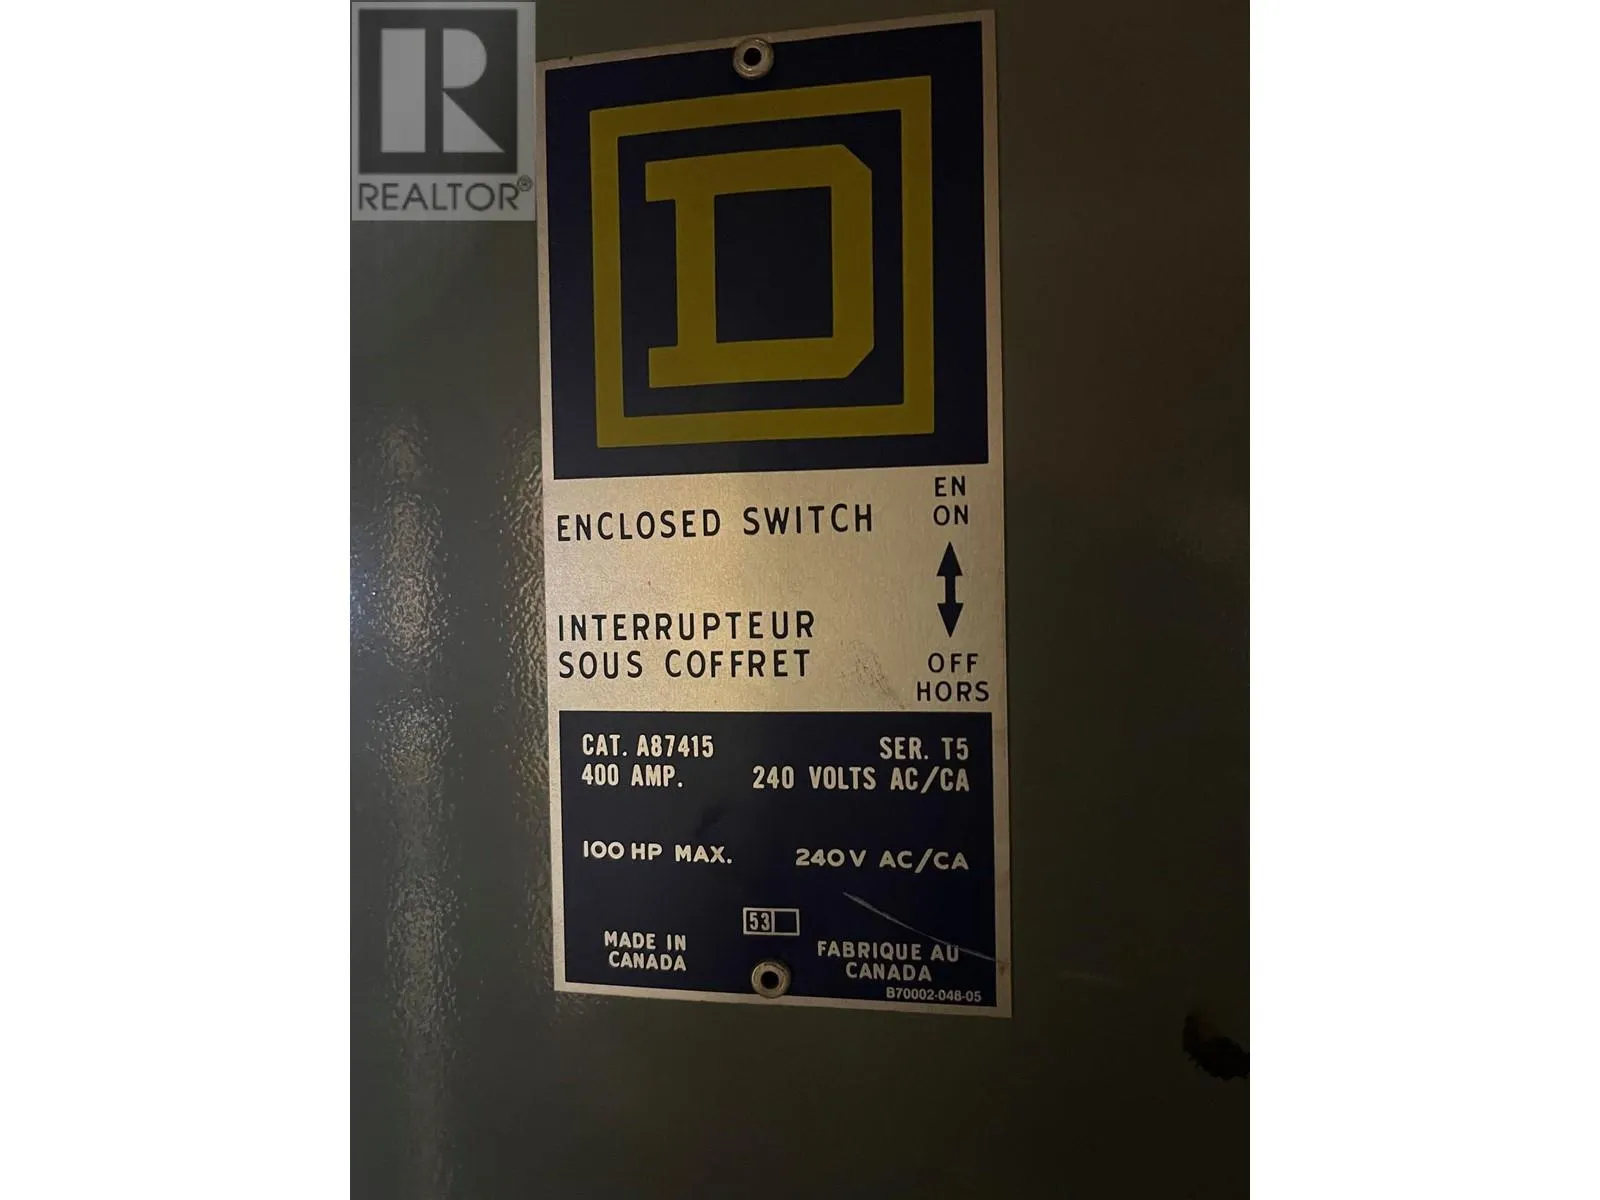 R
REALTOR®
D
ENCLOSED SWITCH
EN
ON
INTERRUPTEUR
SOUS COFFRET
OFF
HORS
CAT. A87415 SER. T5
400 AMP. 240 VOLTS AC/CA
100 HP MAX. 240V AC/CA
53
MADE IN
CANADA
FABRIQUE AU
CANADA
B70002-048-05